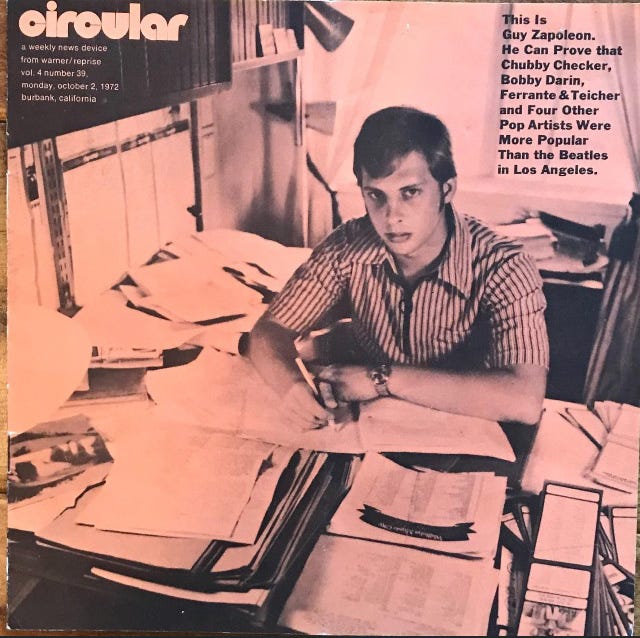 circular
a weekly news device
from warner/reprise
vol. 4 number 39,
monday, october 2, 1972
burbank, california
This Is
Guy Zapoleon.
He Can Prove that
Chubby Checker,
Bobby Darin,
Ferrante & Teicher
and Four Other
Pop Artists Were
More Popular
Than the Beatles
in Los Angeles.